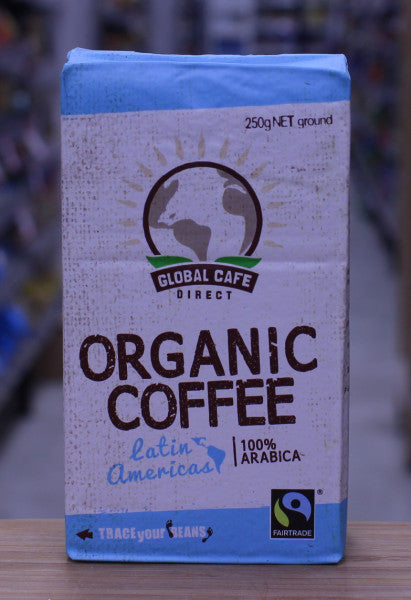 250g NET ground
GLOBAL CAFE
DIRECT
ORGANIC
COFFEE
Latin
Americas
100%
ARABICA
TRACE your BEANS
FAIRTRADE
®